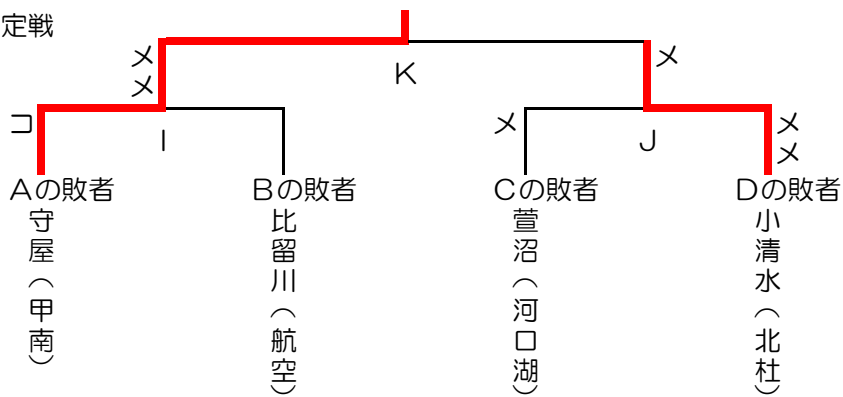 定戦
メ
メ
メ
K
コ
I
メ
J
メ
メ
Aの敗者
Bの敗者
Cの敗者
Dの敗者
守屋(甲南)
比留川(航空)
萱沼(河口湖)
小清水(北杜)